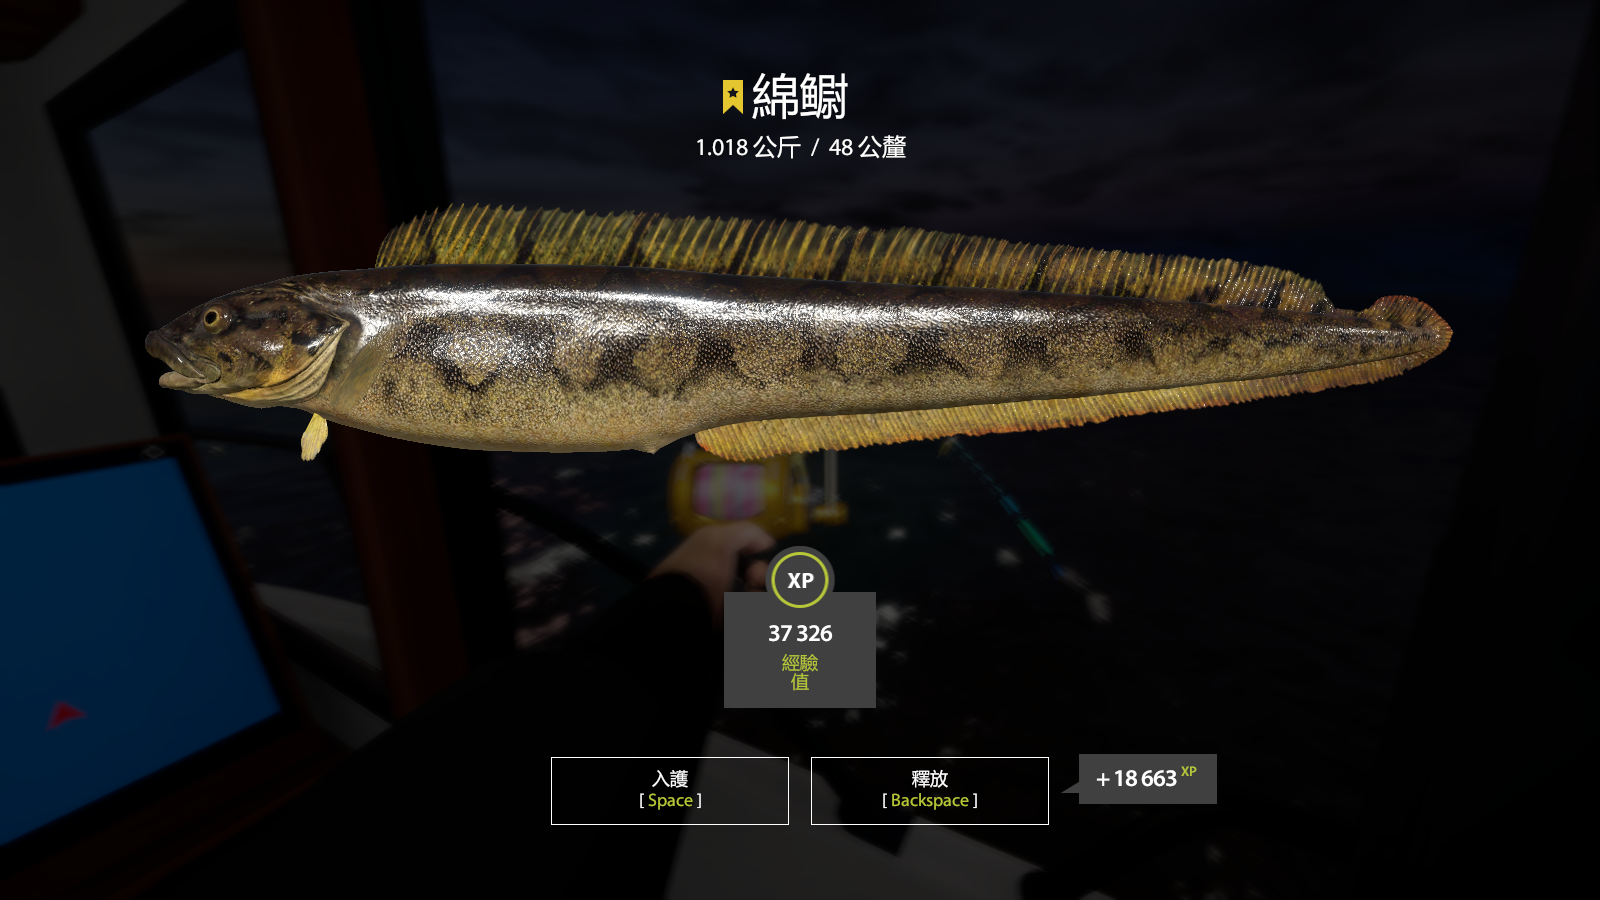 綿鳚
1.018 公斤 / 48 公釐
XP
37 326
經驗
值
入護
[ Space ]
釋放
[ Backspace ]
+ 18 663 XP